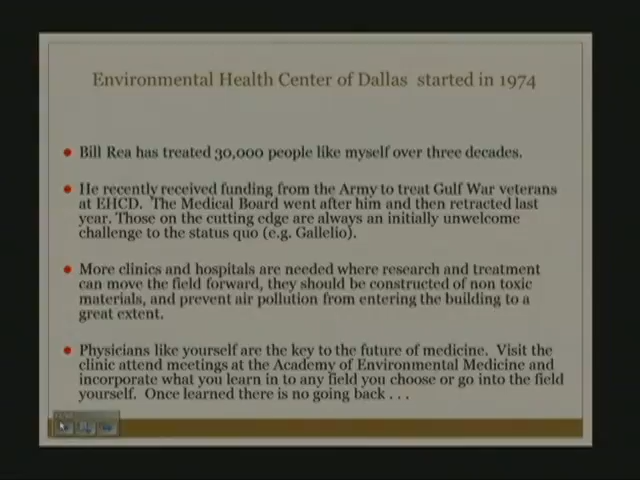 Environmental Health Center of Dallas started in 1974
• Bill Rea has treated 30,000 people like myself over three decades.
• He recently received funding from the Army to treat Gulf War veterans
at EHCD. The Medical Board went after him and then retracted last
year. Those on the cutting edge are always an initially unwelcome
challenge to the status quo (e.g. Gallelio).
• More clinics and hospitals are needed where research and treatment
can move the field forward, they should be constructed of non toxic
materials, and prevent air pollution from entering the building to a
great extent.
• Physicians like yourself are the key to the future of medicine. Visit the
clinic attend meetings at the Academy of Environmental Medicine and
incorporate what you learn in to any field you choose or go into the field
yourself. Once learned there is no going back . . .